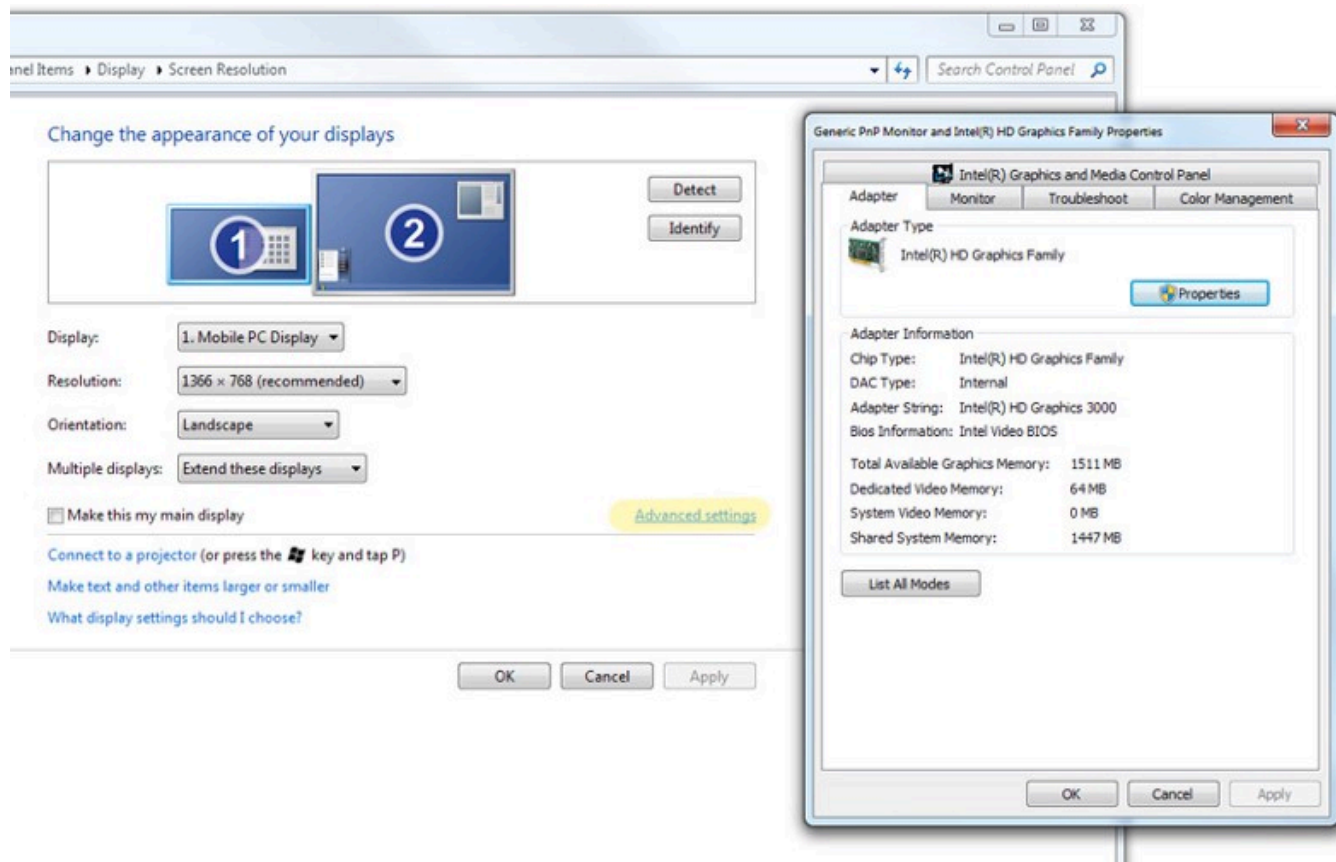 nel Items ▸ Display ▸ Screen Resolution
Search Control Panel
Change the appearance of your displays
1
2
Detect
Identify
Display: 1. Mobile PC Display
Resolution: 1366 × 768 (recommended)
Orientation: Landscape
Multiple displays: Extend these displays
Make this my main display
Advanced settings
Connect to a projector (or press the key and tap P)
Make text and other items larger or smaller
What display settings should I choose?
OK Cancel Apply
Generic PnP Monitor and Intel(R) HD Graphics Family Properties
Intel(R) Graphics and Media Control Panel
Adapter Monitor Troubleshoot Color Management
Adapter Type
Intel(R) HD Graphics Family
Properties
Adapter Information
Chip Type: Intel(R) HD Graphics Family
DAC Type: Internal
Adapter String: Intel(R) HD Graphics 3000
Bios Information: Intel Video BIOS
Total Available Graphics Memory: 1511 MB
Dedicated Video Memory: 64 MB
System Video Memory: 0 MB
Shared System Memory: 1447 MB
List All Modes
OK Cancel Apply